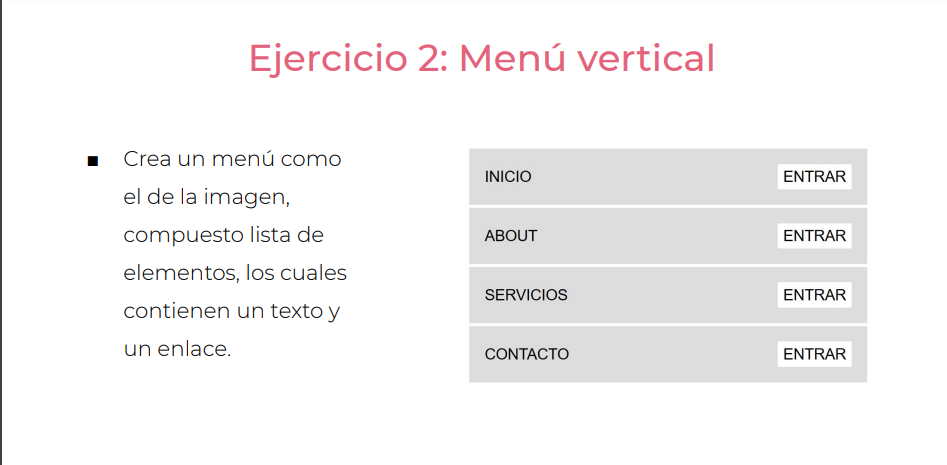 Ejercicio 2: Menú vertical
■ Crea un menú como
el de la imagen,
compuesto lista de
elementos, los cuales
contienen un texto y
un enlace.
INICIO ENTRAR
ABOUT ENTRAR
SERVICIOS ENTRAR
CONTACTO ENTRAR